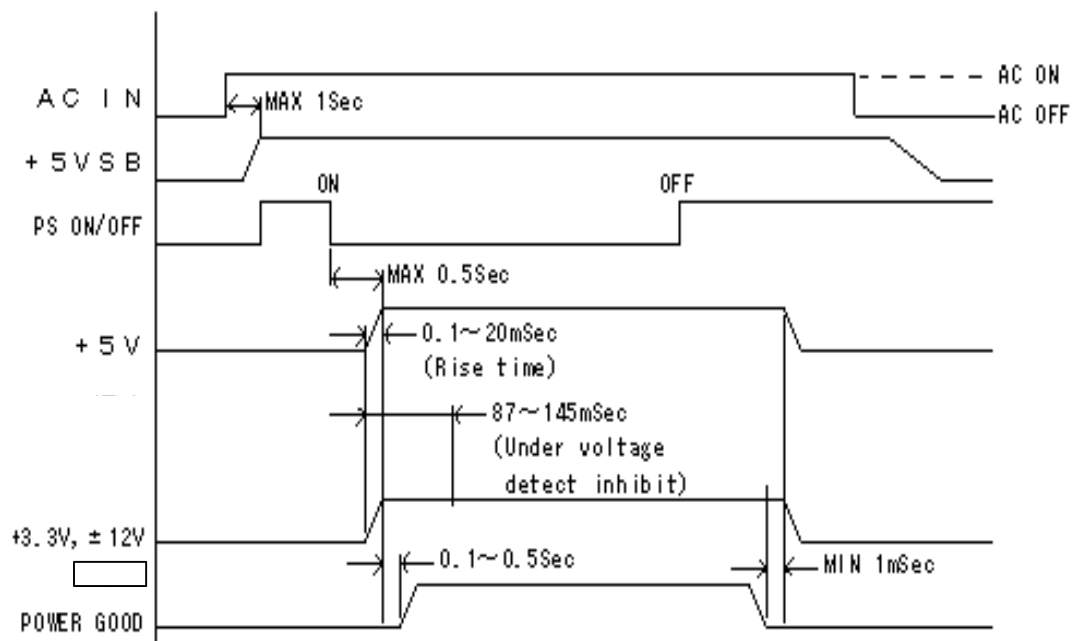 AC ON
AC IN
MAX 1Sec
AC OFF
+5VSB
ON
OFF
PS ON/OFF
MAX 0.5Sec
+5V
0.1～20mSec
(Rise time)
87～145mSec
(Under voltage
detect inhibit)
+3.3V, ±12V
0.1～0.5Sec
MIN 1mSec
POWER GOOD